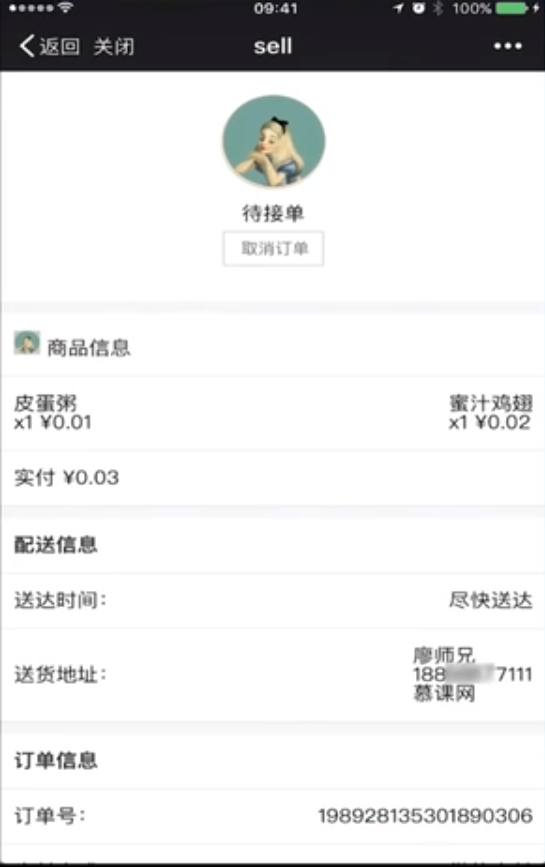 09:41 100%
返回 关闭 sell
待接单
取消订单
商品信息
皮蛋粥 蜜汁鸡翅
x1 ¥0.01 x1 ¥0.02
实付 ¥0.03
配送信息
送达时间： 尽快送达
送货地址：
廖师兄
188 7111
慕课网
订单信息
订单号： 198928135301890306